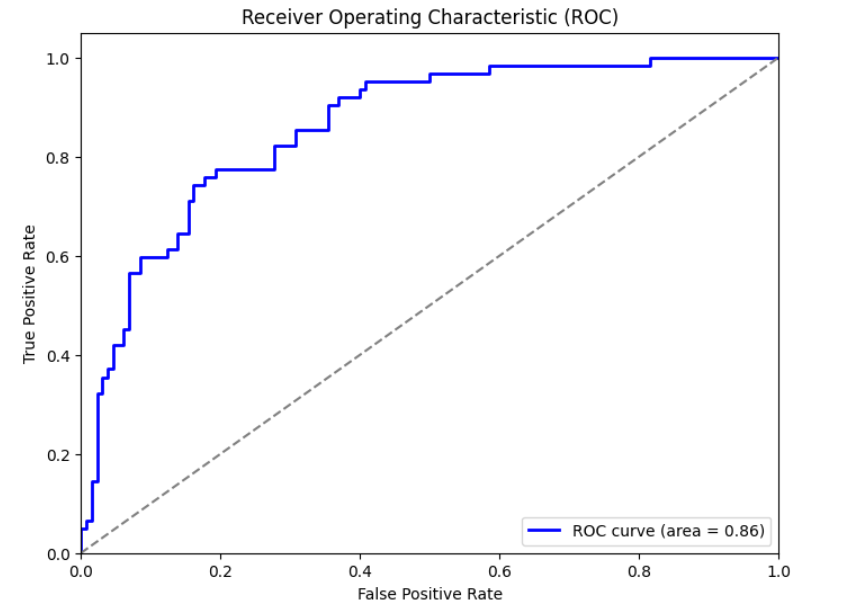 Receiver Operating Characteristic (ROC)
1.0
0.8
0.6
0.4
0.2
0.0
True Positive Rate
ROC curve (area = 0.86)
0.0 0.2 0.4 0.6 0.8 1.0
False Positive Rate